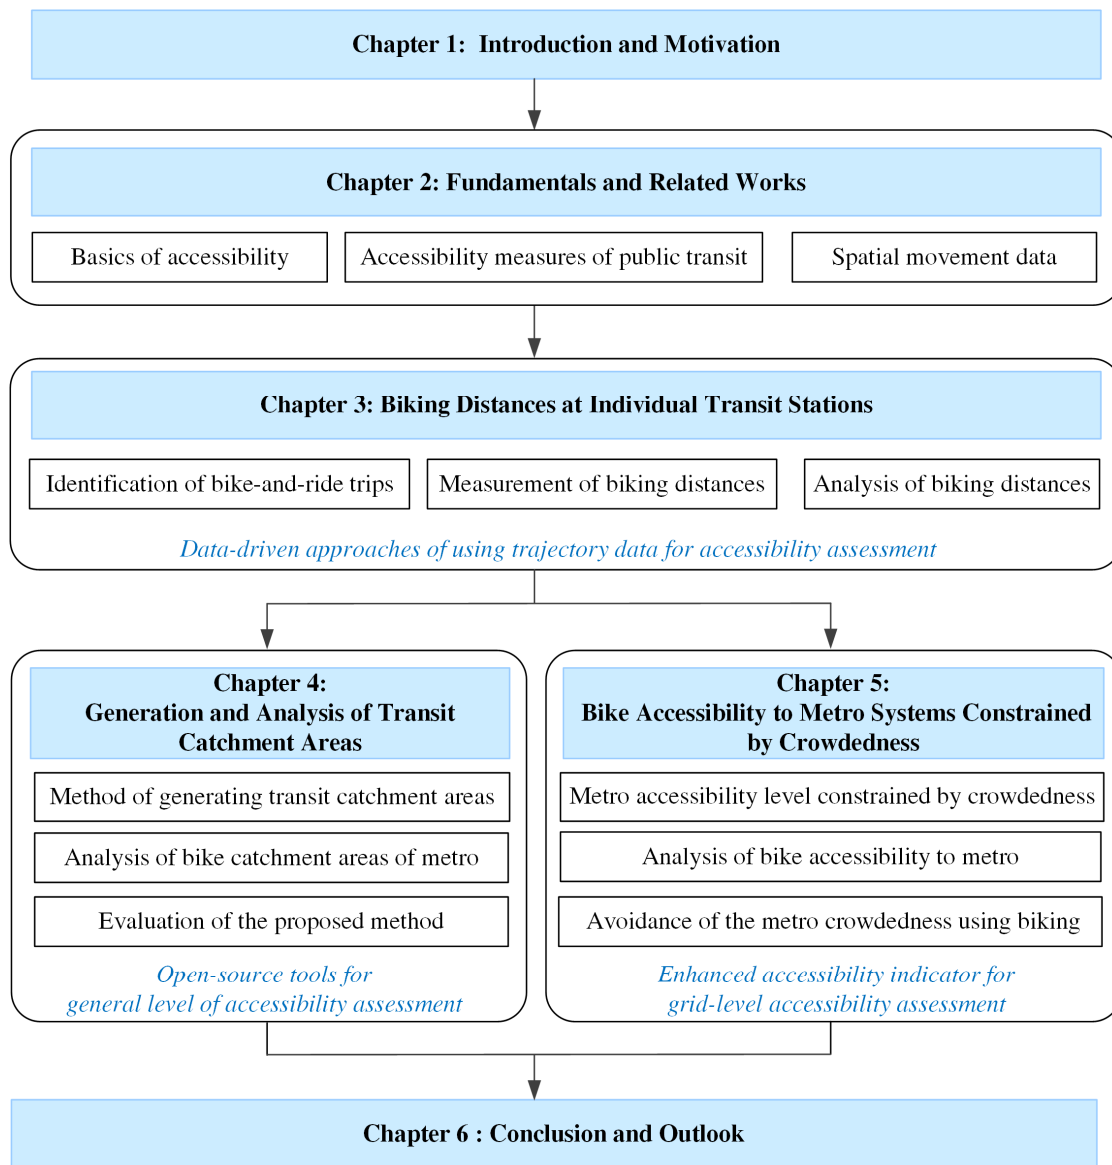 Chapter 1:  Introduction and Motivation
Chapter 2: Fundamentals and Related Works
Basics of accessibility
Accessibility measures of public transit
Spatial movement data
Chapter 3: Biking Distances at Individual Transit Stations
Identification of bike-and-ride trips
Measurement of biking distances
Analysis of biking distances
Data-driven approaches of using trajectory data for accessibility assessment
Chapter 4:
Generation and Analysis of Transit
Catchment Areas
Method of generating transit catchment areas
Analysis of bike catchment areas of metro
Evaluation of the proposed method
Open-source tools for
general level of accessibility assessment
Chapter 5:
Bike Accessibility to Metro Systems Constrained
by Crowdedness
Metro accessibility level constrained by crowdedness
Analysis of bike accessibility to metro
Avoidance of the metro crowdedness using biking
Enhanced accessibility indicator for
grid-level accessibility assessment
Chapter 6 : Conclusion and Outlook